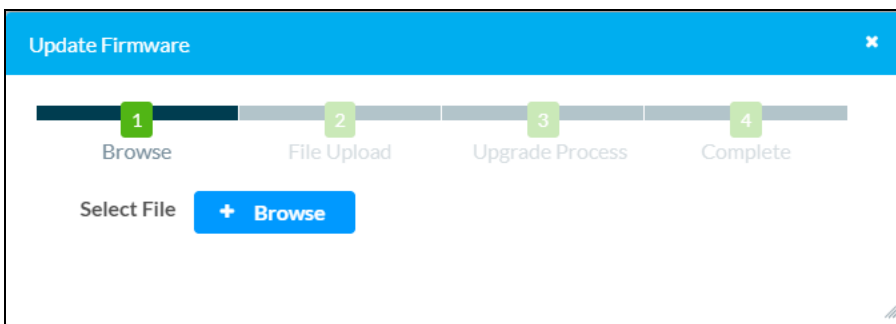 Update Firmware ×
1 2 3 4
Browse File Upload Upgrade Process Complete
Select File + Browse